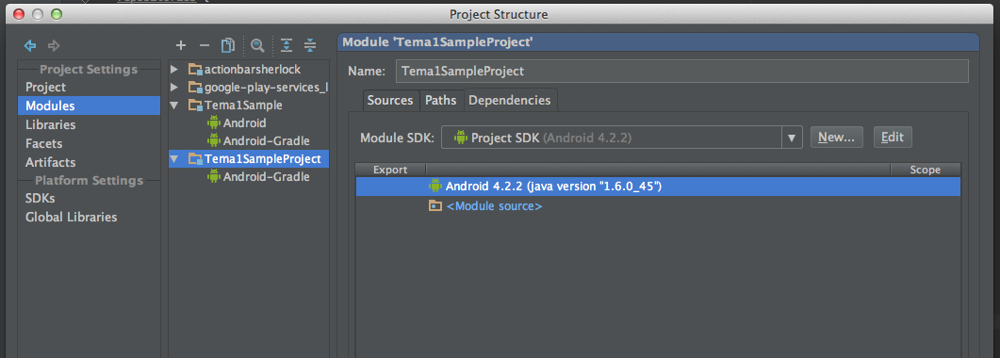 Project Structure
Project Settings
Project
Modules
Libraries
Facets
Artifacts
Platform Settings
SDKs
Global Libraries
actionbarsherlock
google-play-services_l
Tema1Sample
Android
Android-Gradle
Tema1SampleProject
Android-Gradle
Module 'Tema1SampleProject'
Name: Tema1SampleProject
Sources Paths Dependencies
Module SDK: Project SDK (Android 4.2.2) New... Edit
Export Scope
Android 4.2.2 (java version "1.6.0_45")
<Module source>